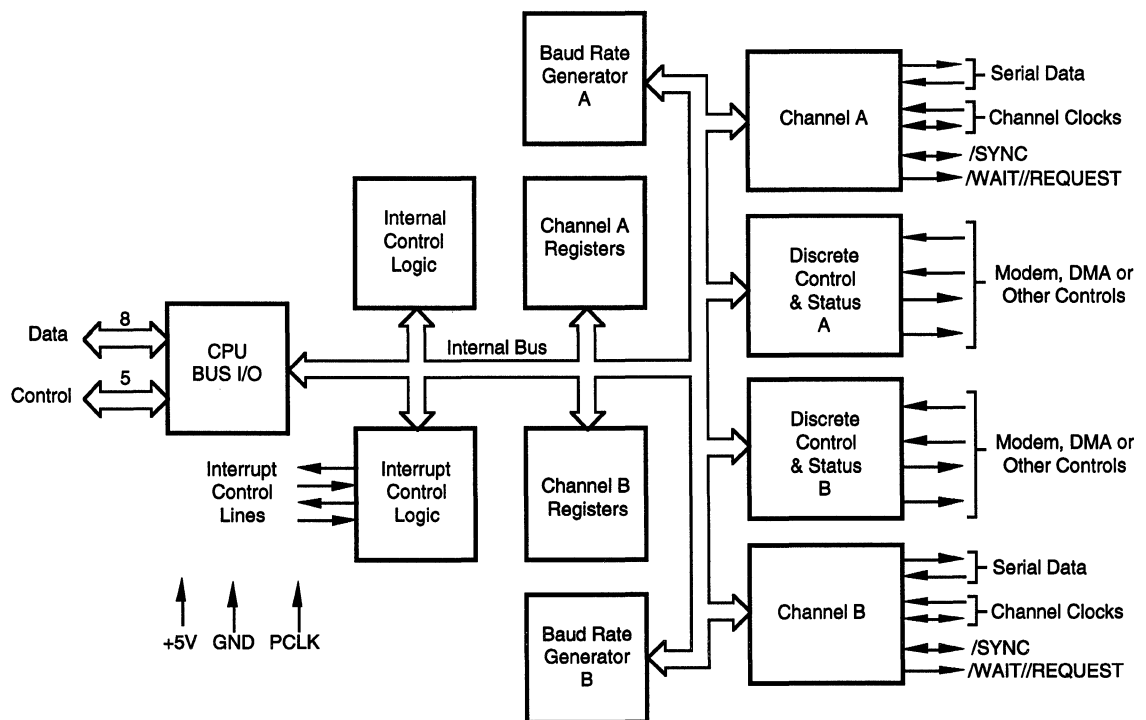 Baud Rate
Generator
A
Channel A
Serial Data
Channel Clocks
/SYNC
/WAIT//REQUEST
Internal
Control
Logic
Channel A
Registers
Discrete
Control
& Status
A
Modem, DMA or
Other Controls
Data
8
CPU
BUS I/O
Internal Bus
Control
5
Interrupt
Control
Lines
Interrupt
Control
Logic
Channel B
Registers
Discrete
Control
& Status
B
Modem, DMA or
Other Controls
+5V
GND
PCLK
Baud Rate
Generator
B
Channel B
Serial Data
Channel Clocks
/SYNC
/WAIT//REQUEST